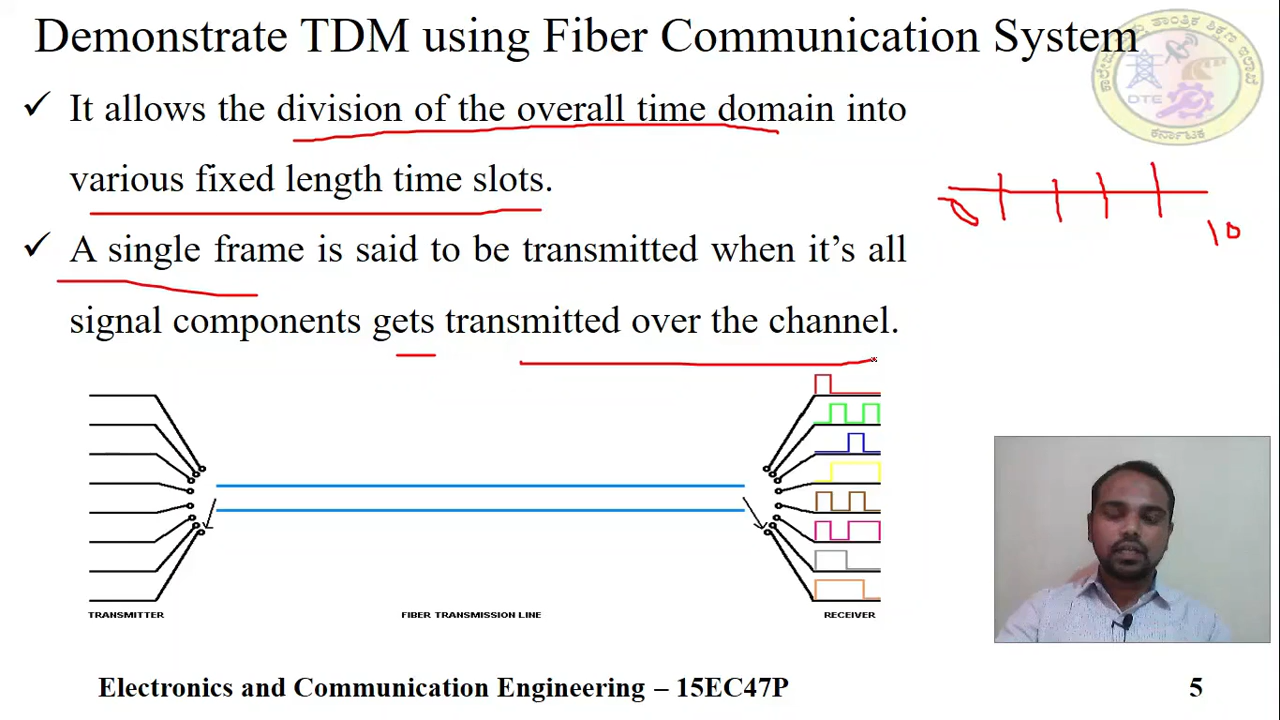 Demonstrate TDM using Fiber Communication System
✓ It allows the division of the overall time domain into
various fixed length time slots.
✓ A single frame is said to be transmitted when it’s all
signal components gets transmitted over the channel.
0
10
DTE
ಕರ್ನಾಟಕ
TRANSMITTER
FIBER TRANSMISSION LINE
RECEIVER
Electronics and Communication Engineering – 15EC47P
5